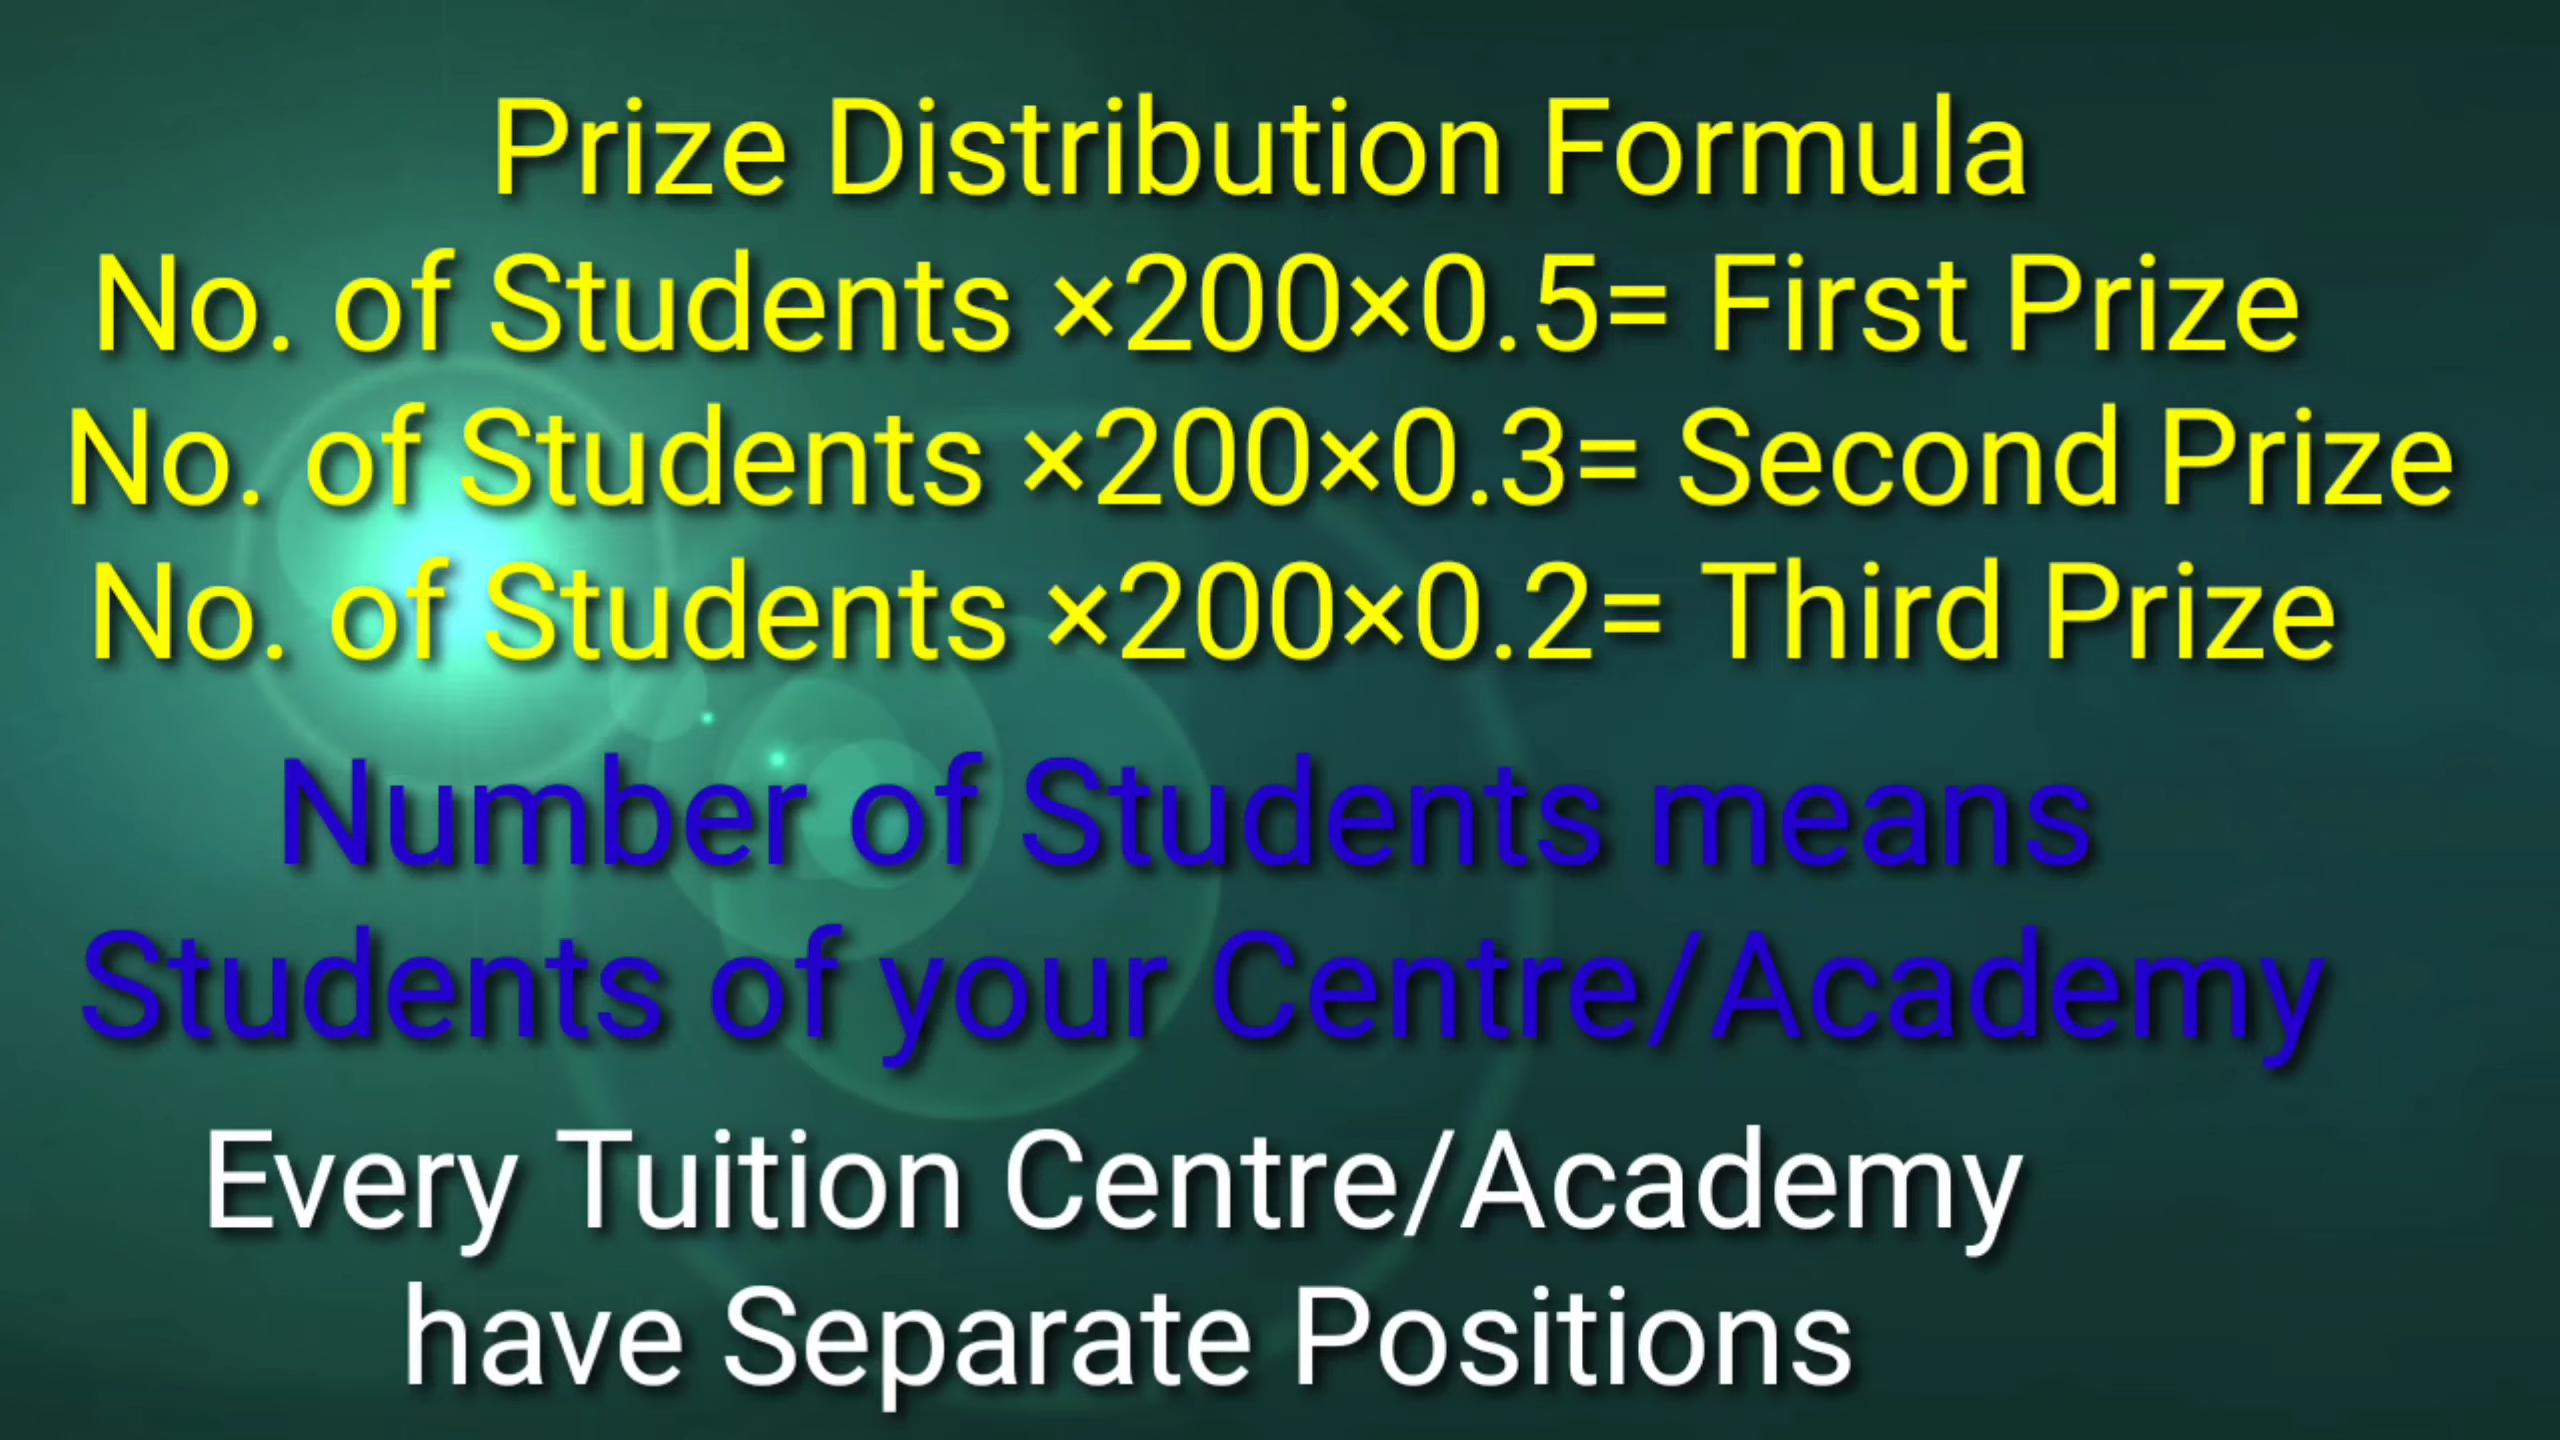 Prize Distribution Formula
No. of Students ×200×0.5= First Prize
No. of Students ×200×0.3= Second Prize
No. of Students ×200×0.2= Third Prize
Number of Students means
Students of your Centre/Academy
Every Tuition Centre/Academy
have Separate Positions